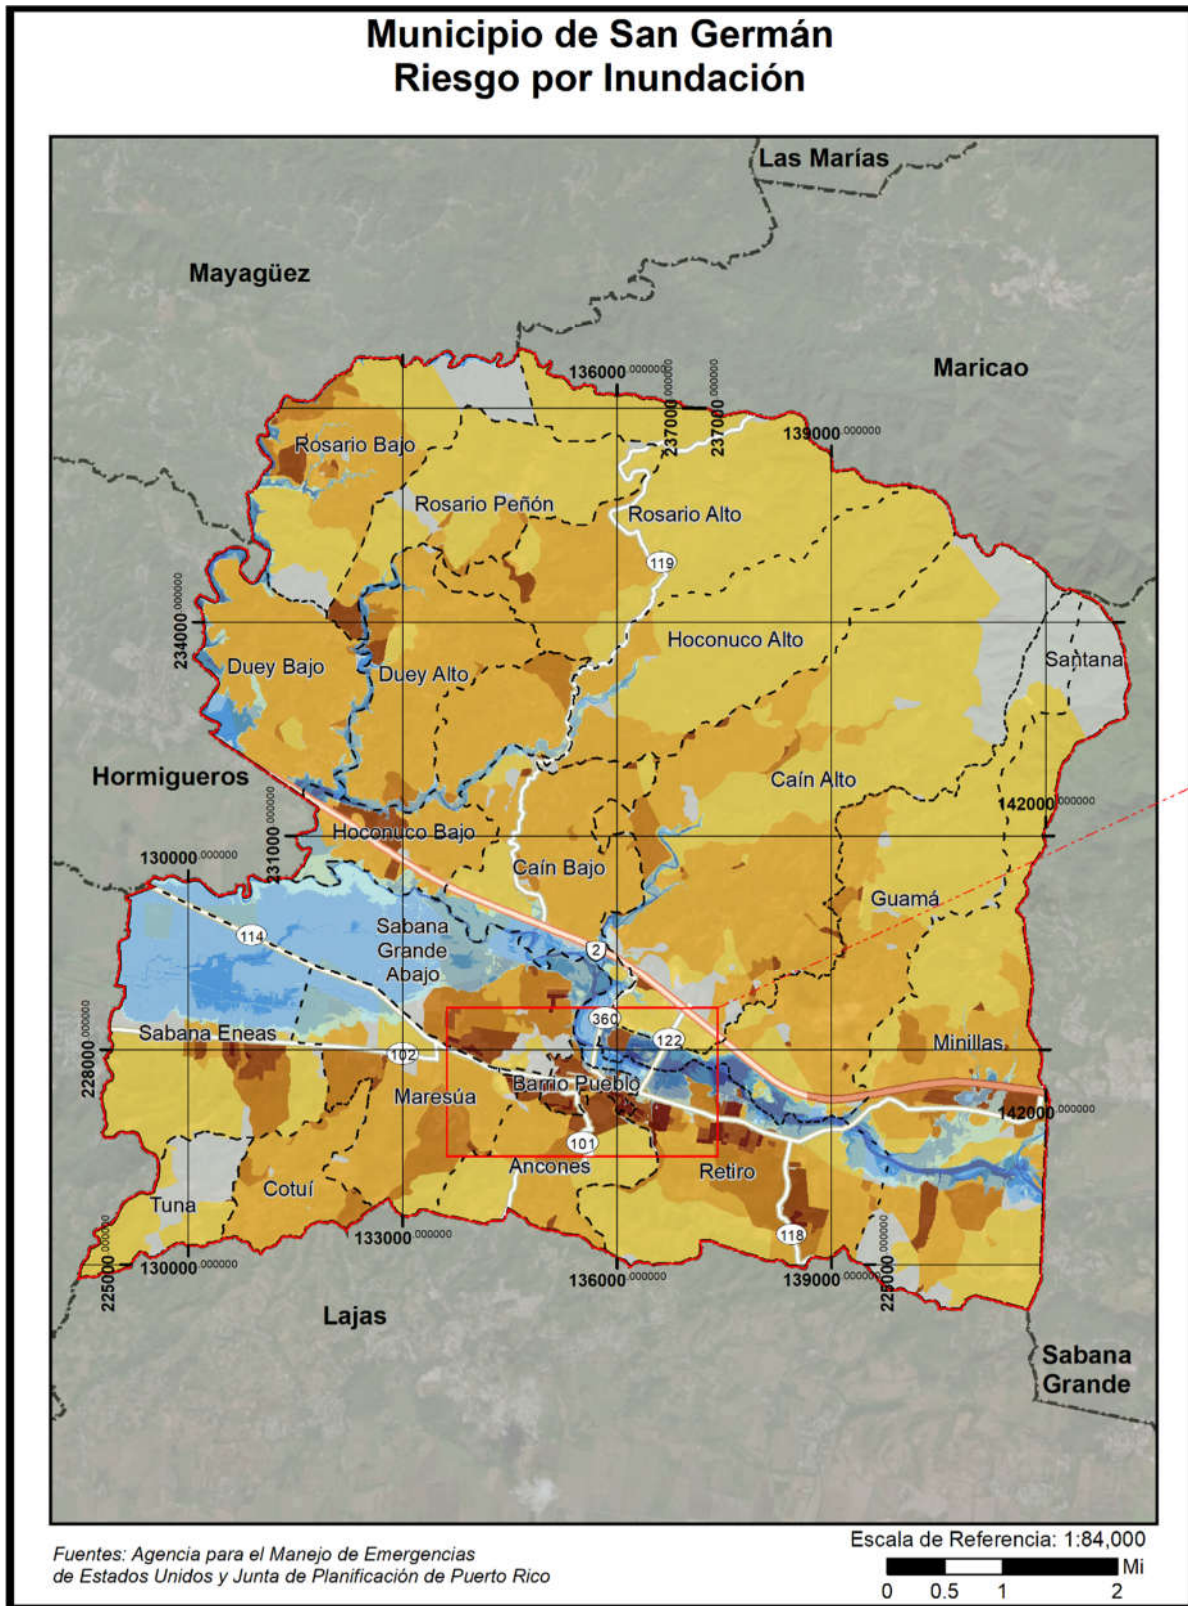 Municipio de San Germán
Riesgo por Inundación
Las Marías
Mayagüez
Maricao
136000.000000
237000.000000
237000.000000
139000.000000
Rosario Bajo
Rosario Peñón
Rosario Alto
119
234000.000000
Hoconuco Alto
Santana
Duey Bajo
Duey Alto
Hormigueros
Caín Alto
142000.000000
231000.000000
Hoconuco Bajo
130000.000000
Caín Bajo
Guamá
Sabana
Grande
Abajo
114
2
360
228000.000000
Sabana Eneas
122
Minillas
102
Barrio Pueblo
Maresúa
142000.000000
101
Ancones
Retiro
Cotuí
Tuna
118
133000.000000
225000.000000
130000.000000
136000.000000
139000.000000
225000.000000
Lajas
Sabana
Grande
Fuentes: Agencia para el Manejo de Emergencias
de Estados Unidos y Junta de Planificación de Puerto Rico
Escala de Referencia: 1:84,000
Mi
0 0.5 1 2